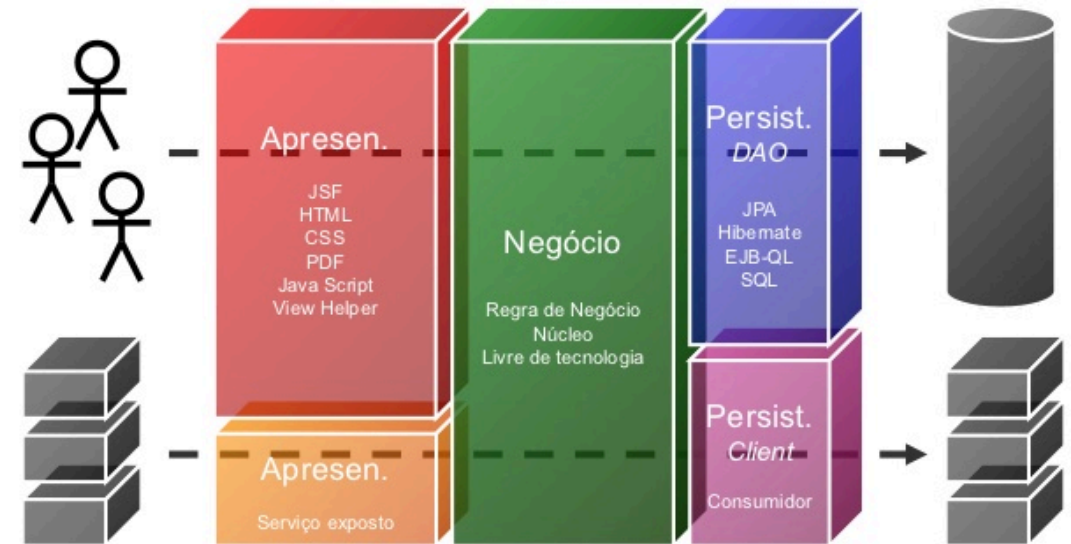 Apresen.
JSF
HTML
CSS
PDF
Java Script
View Helper
Apresen.
Serviço exposto
Negócio
Regra de Negócio
Núcleo
Livre de tecnologia
Persist.
DAO
JPA
Hibernate
EJB-QL
SQL
Persist.
Client
Consumidor